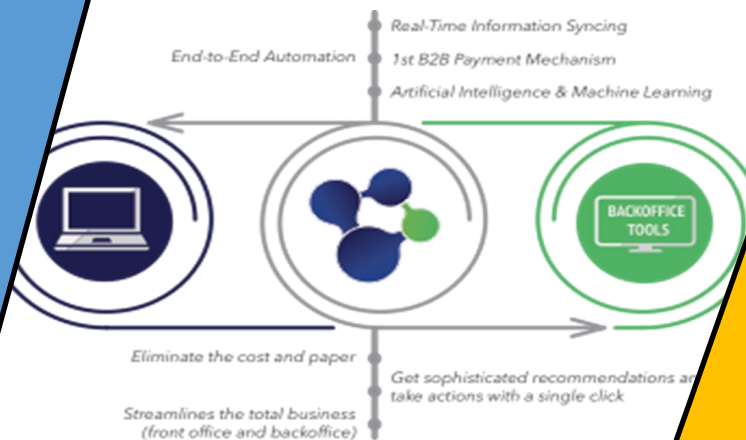 Real-Time Information Syncing
End-to-End Automation
1st B2B Payment Mechanism
Artificial Intelligence & Machine Learning
BACKOFFICE
TOOLS
Eliminate the cost and paper
Get sophisticated recommendations
take actions with a single click
Streamlines the total business
(front office and backoffice)